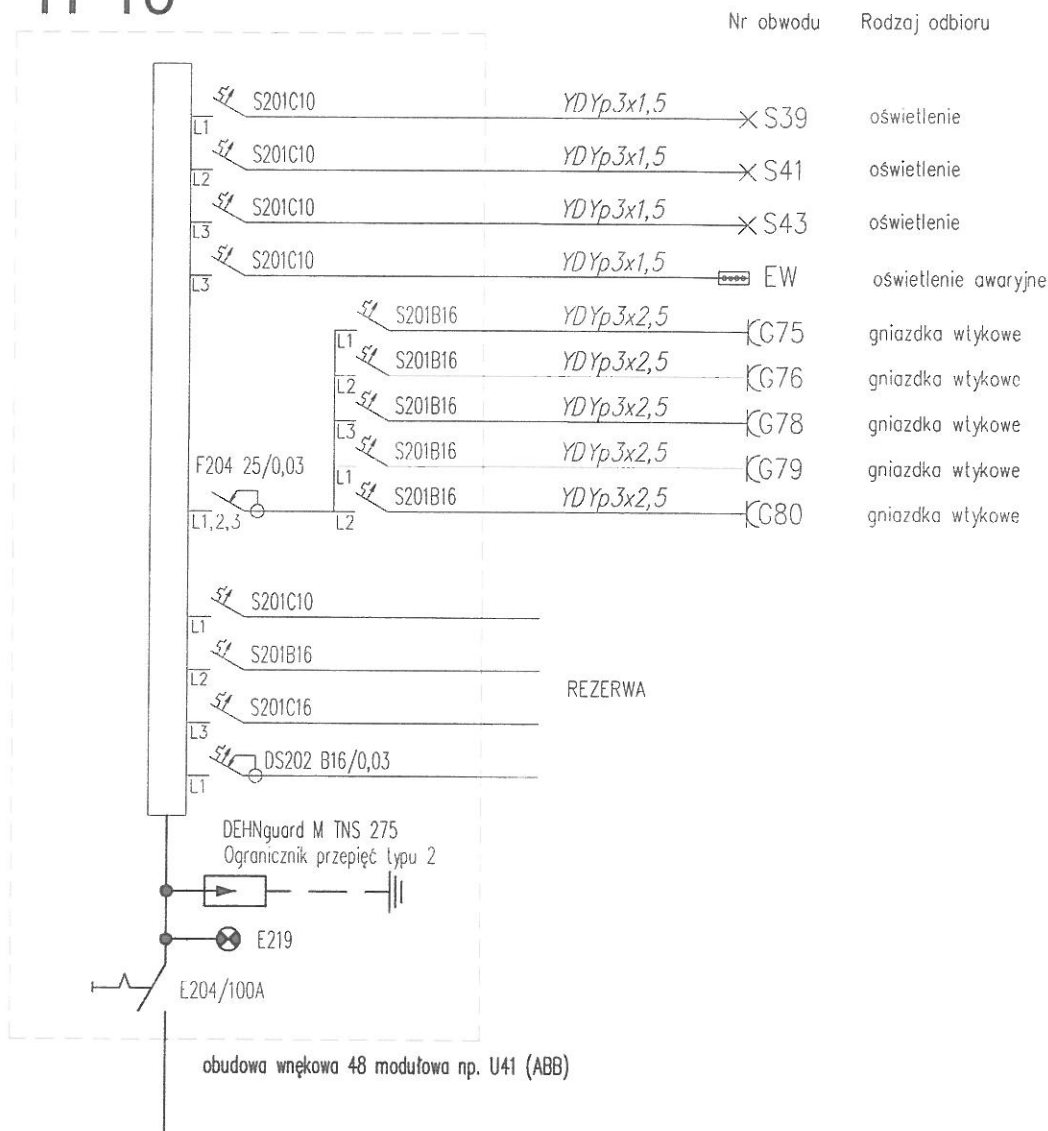 Nr obwodu Rodzaj odbioru
S201C10 YDYp3x1,5 S39 oświetlenie
L1
S201C10 YDYp3x1,5 S41 oświetlenie
L2
S201C10 YDYp3x1,5 S43 oświetlenie
L3
S201C10 YDYp3x1,5 EW oświetlenie awaryjne
L3
S201B16 YDYp3x2,5 G75 gniazdka wtykowe
L1
S201B16 YDYp3x2,5 G76 gniazdka wtykowe
L2
S201B16 YDYp3x2,5 G78 gniazdka wtykowe
L3
S201B16 YDYp3x2,5 G79 gniazdka wtykowe
F204 25/0,03
L1
S201B16 YDYp3x2,5 G80 gniazdka wtykowe
L1,2,3 L2
S201C10
L1
S201B16
L2
REZERWA
S201C16
L3
DS202 B16/0,03
L1
DEHNguard M TNS 275
Ogranicznik przepięć typu 2
E219
E204/100A
obudowa wnękowa 48 modułowa np. U41 (ABB)